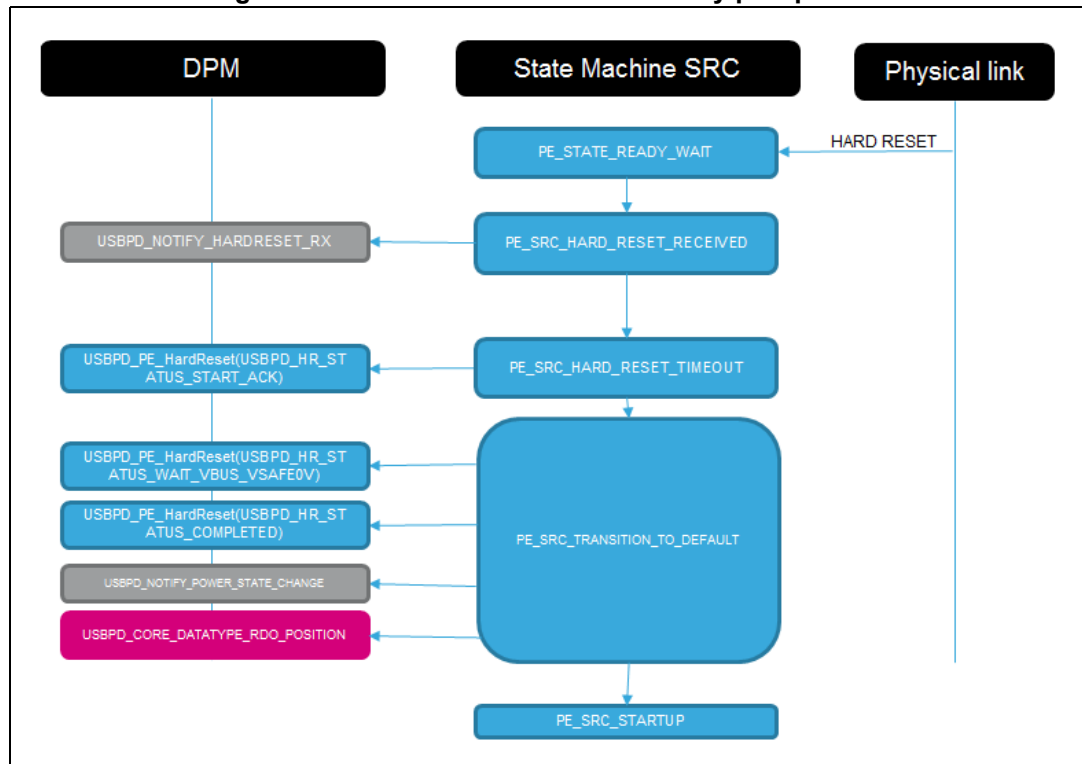 DPM
State Machine SRC
Physical link
HARD RESET
PE_STATE_READY_WAIT
USBPD_NOTIFY_HARDRESET_RX
PE_SRC_HARD_RESET_RECEIVED
USBPD_PE_HardReset(USBPD_HR_ST
ATUS_START_ACK)
PE_SRC_HARD_RESET_TIMEOUT
USBPD_PE_HardReset(USBPD_HR_ST
ATUS_WAIT_VBUS_VSAFE0V)
USBPD_PE_HardReset(USBPD_HR_ST
ATUS_COMPLETED)
PE_SRC_TRANSITION_TO_DEFAULT
USBPD_NOTIFY_POWER_STATE_CHANGE
USBPD_CORE_DATATYPE_RDO_POSITION
PE_SRC_STARTUP